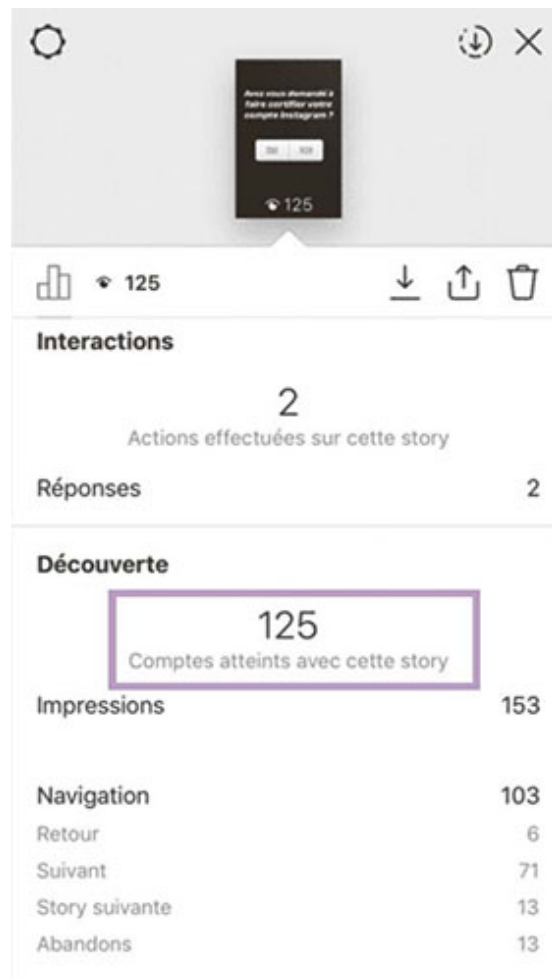 Avez vous demandé à
faire certifier votre
compte Instagram ?
125
125
Interactions
2
Actions effectuées sur cette story
Réponses 2
Découverte
125
Comptes atteints avec cette story
Impressions 153
Navigation 103
Retour 6
Suivant 71
Story suivante 13
Abandons 13